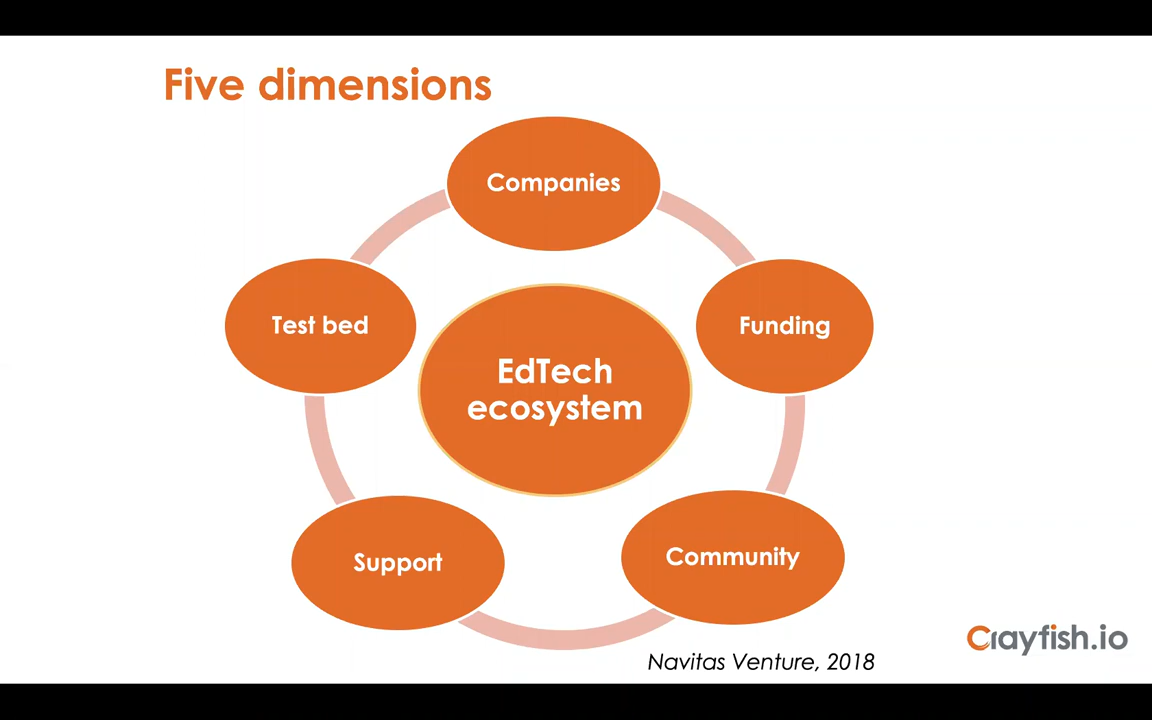 Five dimensions
Companies
Test bed
Funding
EdTech
ecosystem
Support
Community
Navitas Venture, 2018
Crayfish.io